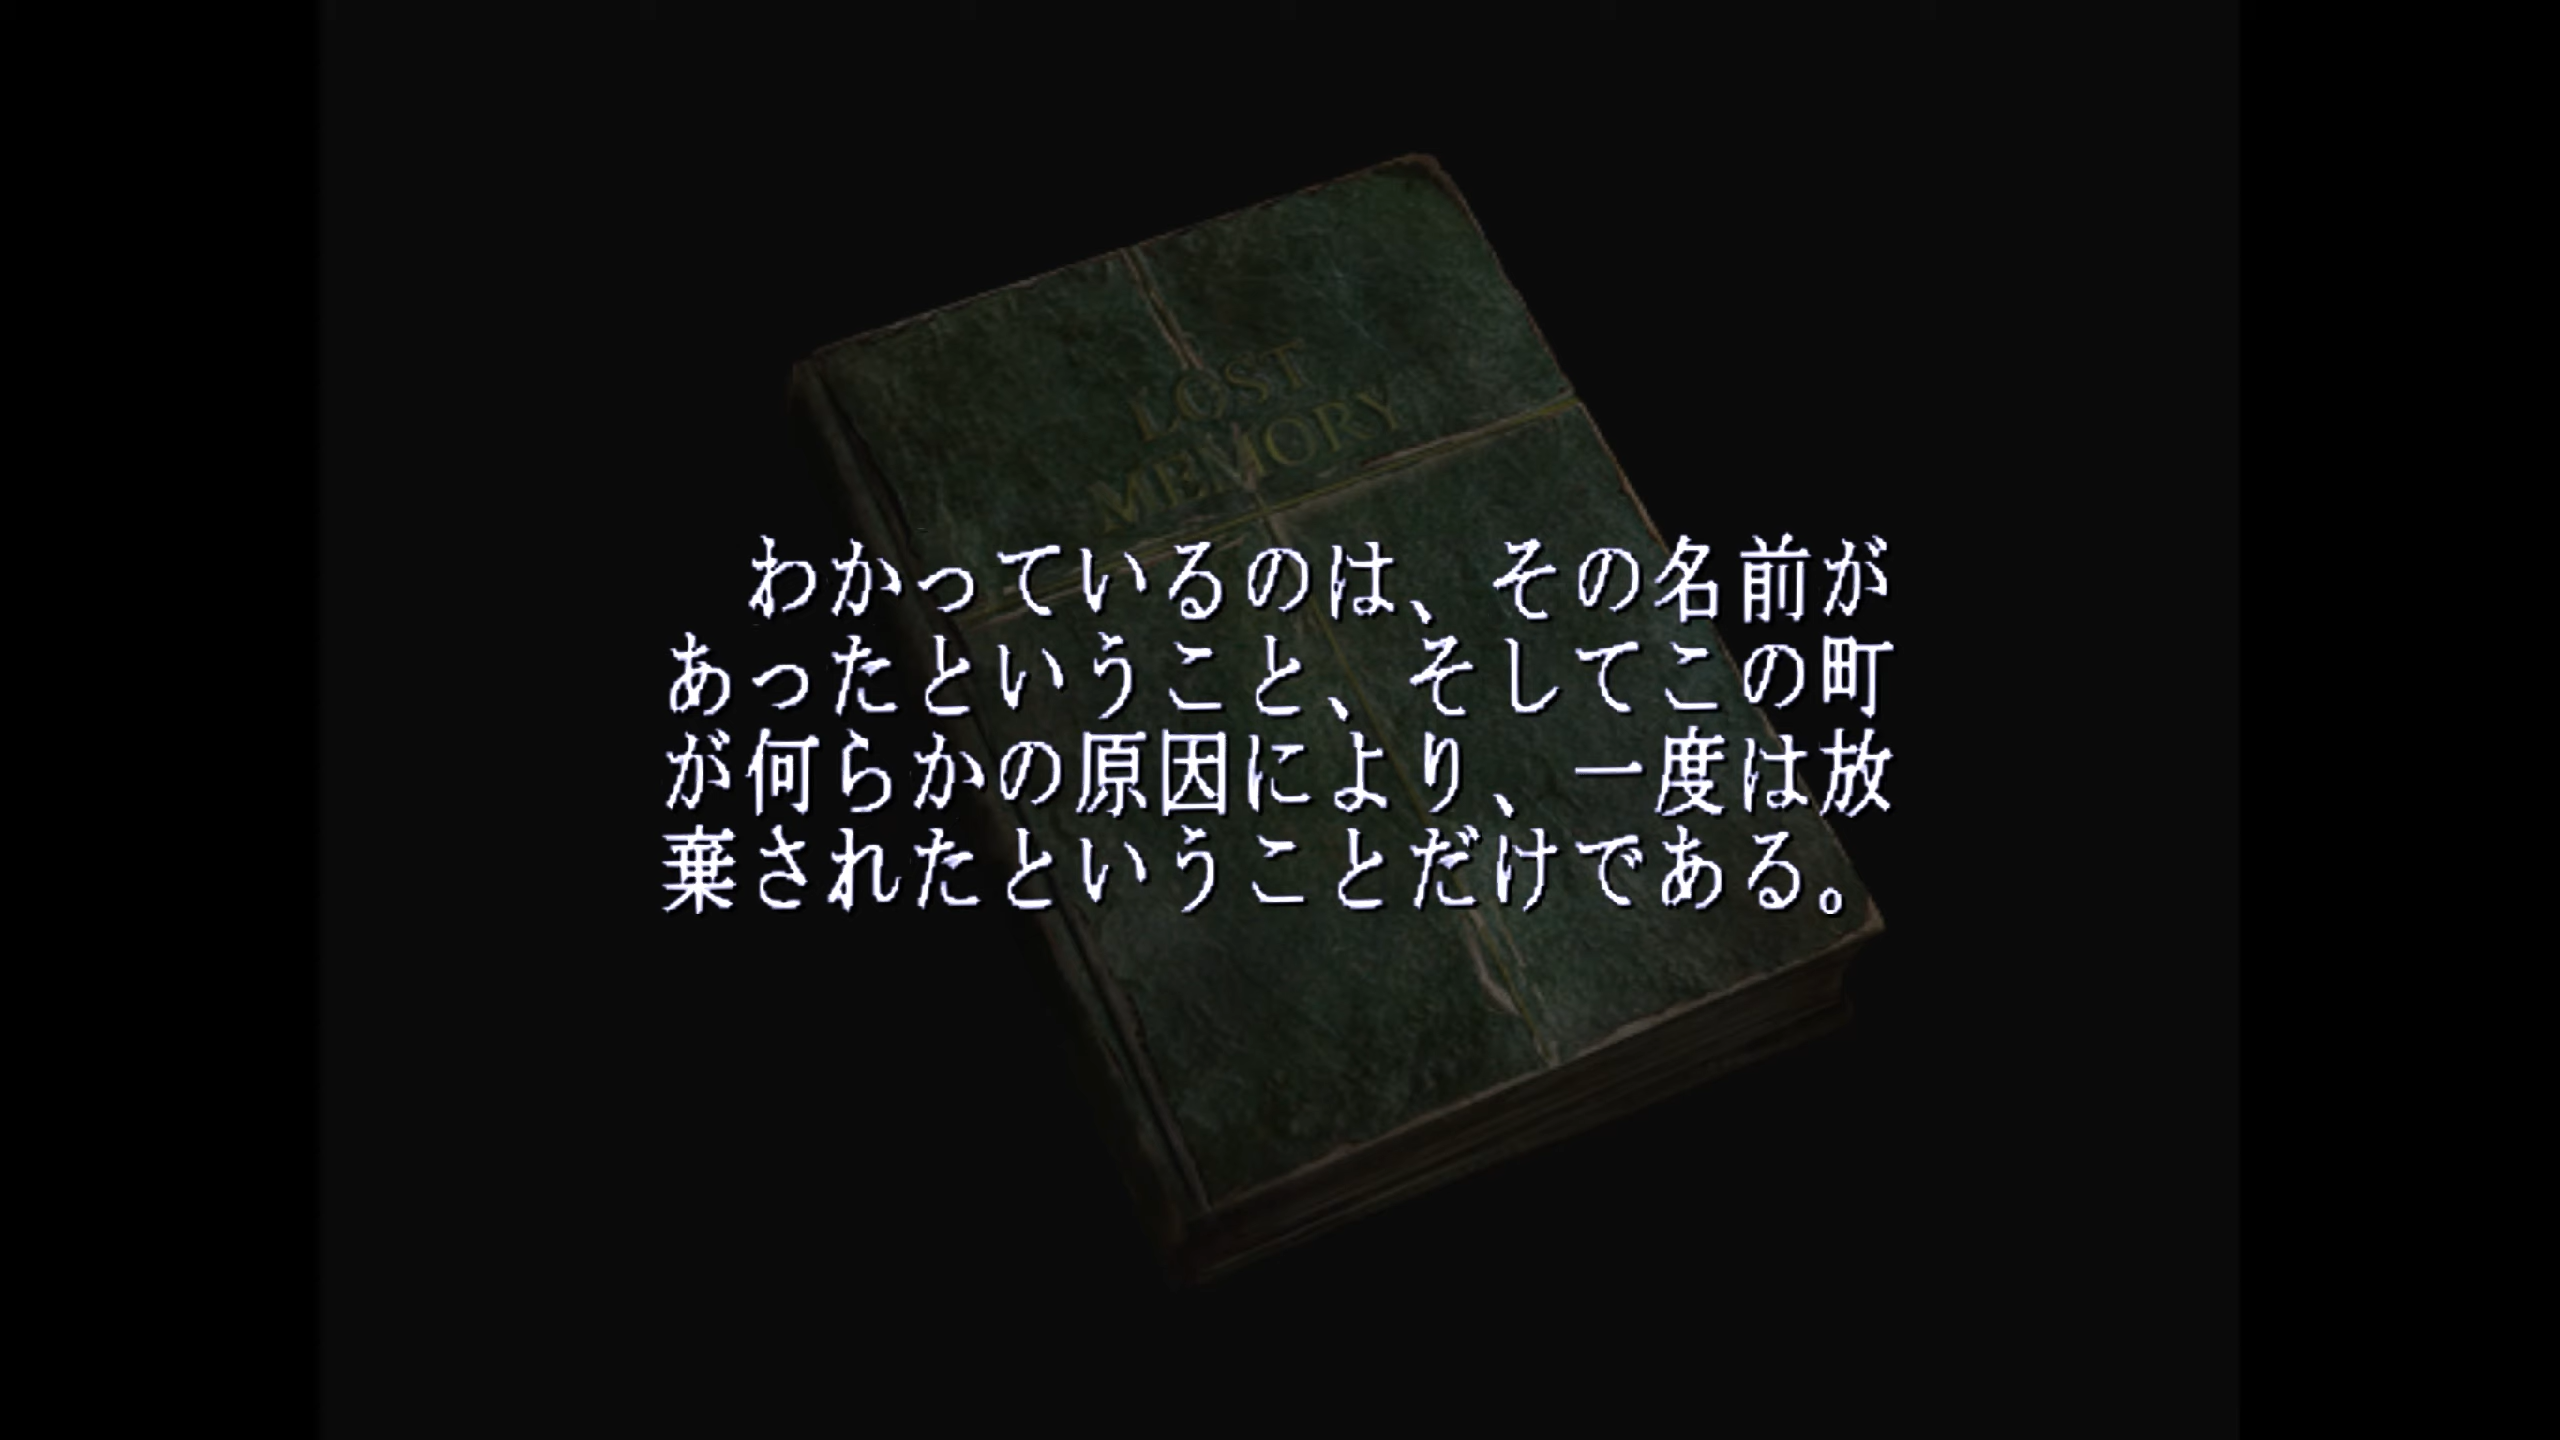 LOST
MEMORY
わかっているのは、その名前が
あったということ、そしてこの町
が何らかの原因により、一度は放
棄されたということだけである。